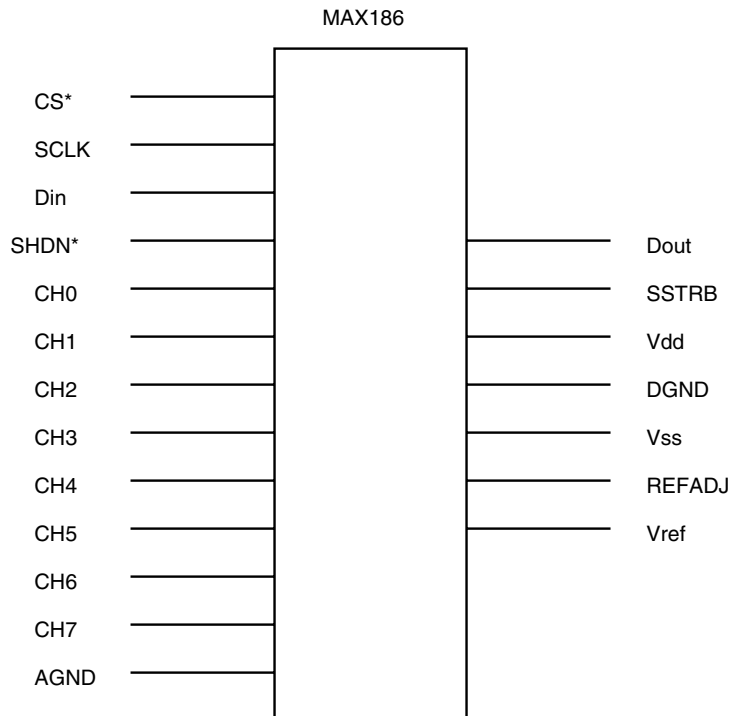 MAX186
CS*
SCLK
Din
SHDN*
CH0
CH1
CH2
CH3
CH4
CH5
CH6
CH7
AGND
Dout
SSTRB
Vdd
DGND
Vss
REFADJ
Vref